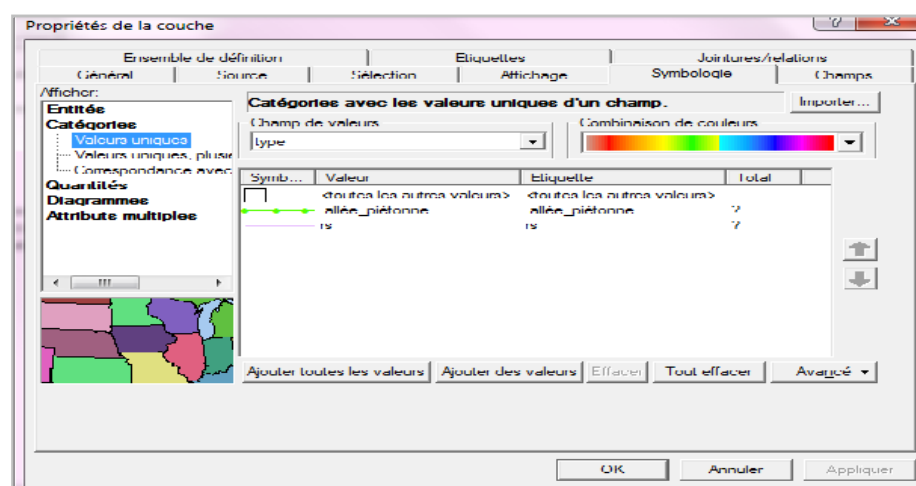 Propriétés de la couche
Ensemble de définition Etiquettes Jointures/relations
Général Source Sélection Affichage Symbologie Champs
Afficher:
Entités
Catégories
Valeurs uniques
Valeurs uniques, plusie
Correspondance avec
Quantités
Diagrammes
Attribute multiples
Catégories avec les valeurs uniques d'un champ.
Importer...
Champ de valeurs
Combinaison de couleurs
type
Symb... Valeur Etiquette Total
<toutes les autres valeurs> <toutes les autres valeurs>
allée_piétonne allée_piétonne ?
rs rs ?
Ajouter toutes les valeurs Ajouter des valeurs Effacer Tout effacer Avancé
OK Annuler Appliquer